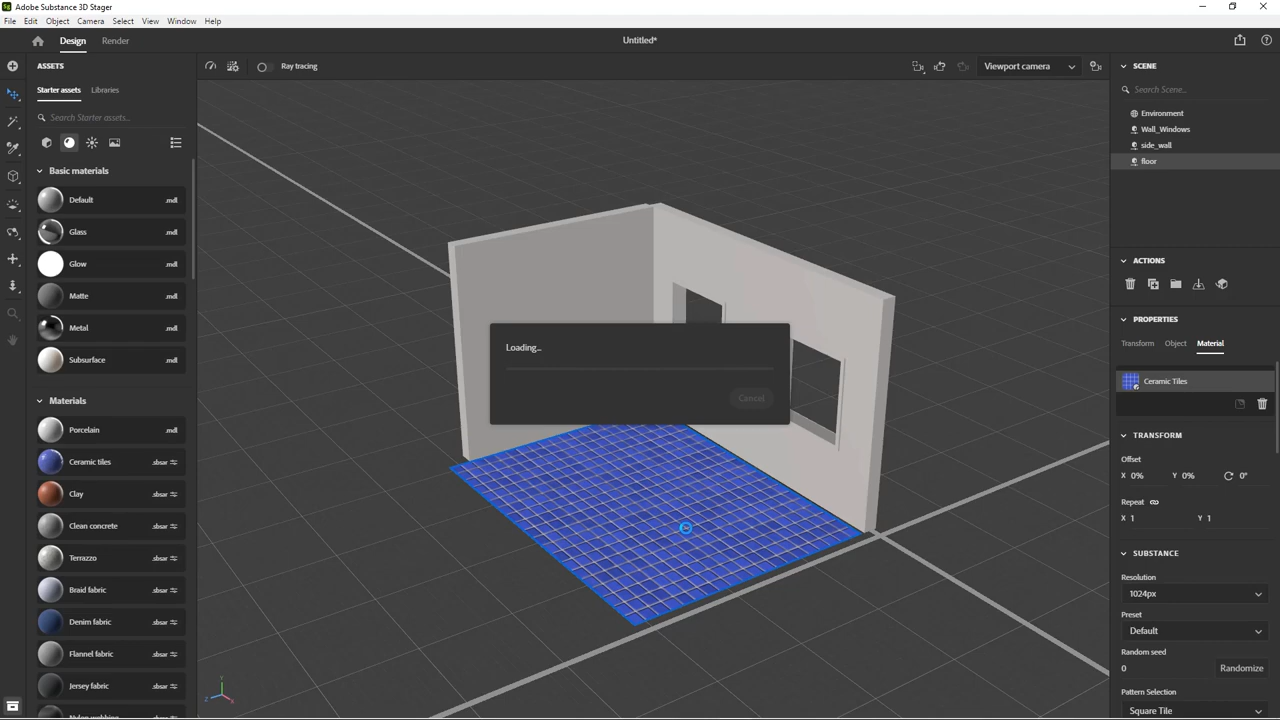 Sg Adobe Substance 3D Stager
File Edit Object Camera Select View Window Help
Design Render Untitled*
ASSETS
Starter assets Libraries
Search Starter assets...
Basic materials
Default .mdl
Glass .mdl
Glow .mdl
Matte .mdl
Metal .mdl
Subsurface .mdl
Materials
Porcelain .mdl
Ceramic tiles .sbsar
Clay .sbsar
Clean concrete .sbsar
Terrazzo .sbsar
Braid fabric .sbsar
Denim fabric .sbsar
Flannel fabric .sbsar
Jersey fabric .sbsar
Nylon webbing
Ray tracing
Viewport camera
Loading...
Cancel
Y
Z X
SCENE
Search Scene...
Environment
Wall_Windows
side_wall
floor
ACTIONS
PROPERTIES
Transform Object Material
Ceramic Tiles
TRANSFORM
Offset
X 0% Y 0% 0°
Repeat
X 1 Y 1
SUBSTANCE
Resolution
1024px
Preset
Default
Random seed
0 Randomize
Pattern Selection
Square Tile